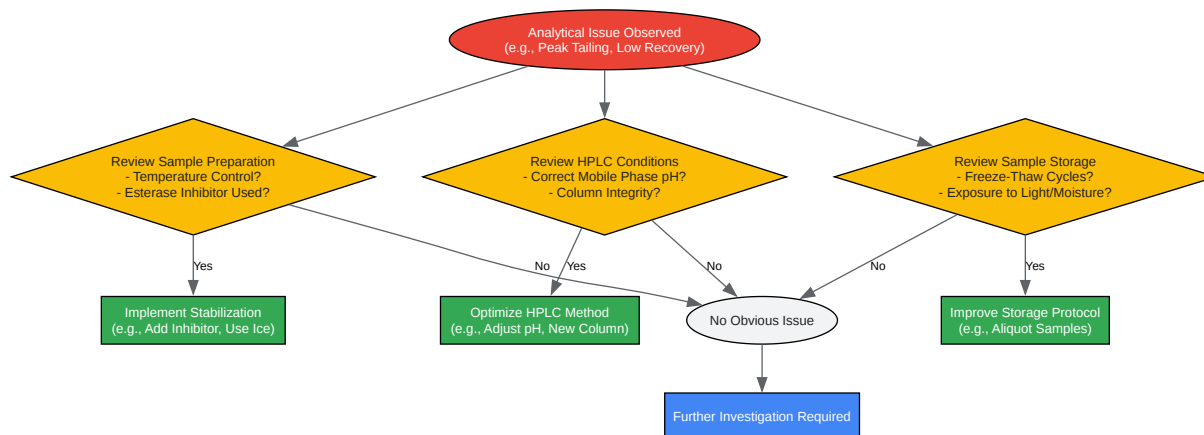 Analytical Issue Observed
(e.g., Peak Tailing, Low Recovery)
Review Sample Preparation
- Temperature Control?
- Esterase Inhibitor Used?
Review HPLC Conditions
- Correct Mobile Phase pH?
- Column Integrity?
Review Sample Storage
- Freeze-Thaw Cycles?
- Exposure to Light/Moisture?
Yes
No
Yes
No
No
Yes
Implement Stabilization
(e.g., Add Inhibitor, Use Ice)
Optimize HPLC Method
(e.g., Adjust pH, New Column)
No Obvious Issue
Improve Storage Protocol
(e.g., Aliquot Samples)
Further Investigation Required